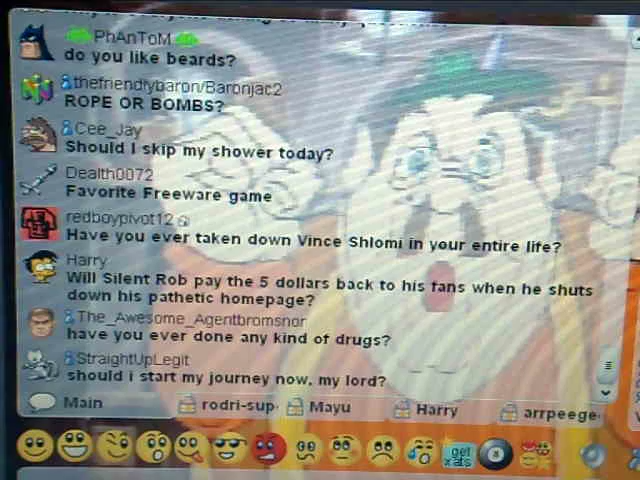 PhAnToM
do you like beards?
thefriendlybaron/Baronjac2
ROPE OR BOMBS?
Cee_Jay
Should I skip my shower today?
Dealth0072
Favorite Freeware game
redboypivot12
Have you ever taken down Vince Shlomi in your entire life?
Harry
Will Silent Rob pay the 5 dollars back to his fans when he shuts
down his pathetic homepage?
The_Awesome_Agentbromsnor
have you ever done any kind of drugs?
StraightUpLegit
should i start my journey now, my lord?
Main rodri-sup Mayu Harry arrpeege
get
xats
8